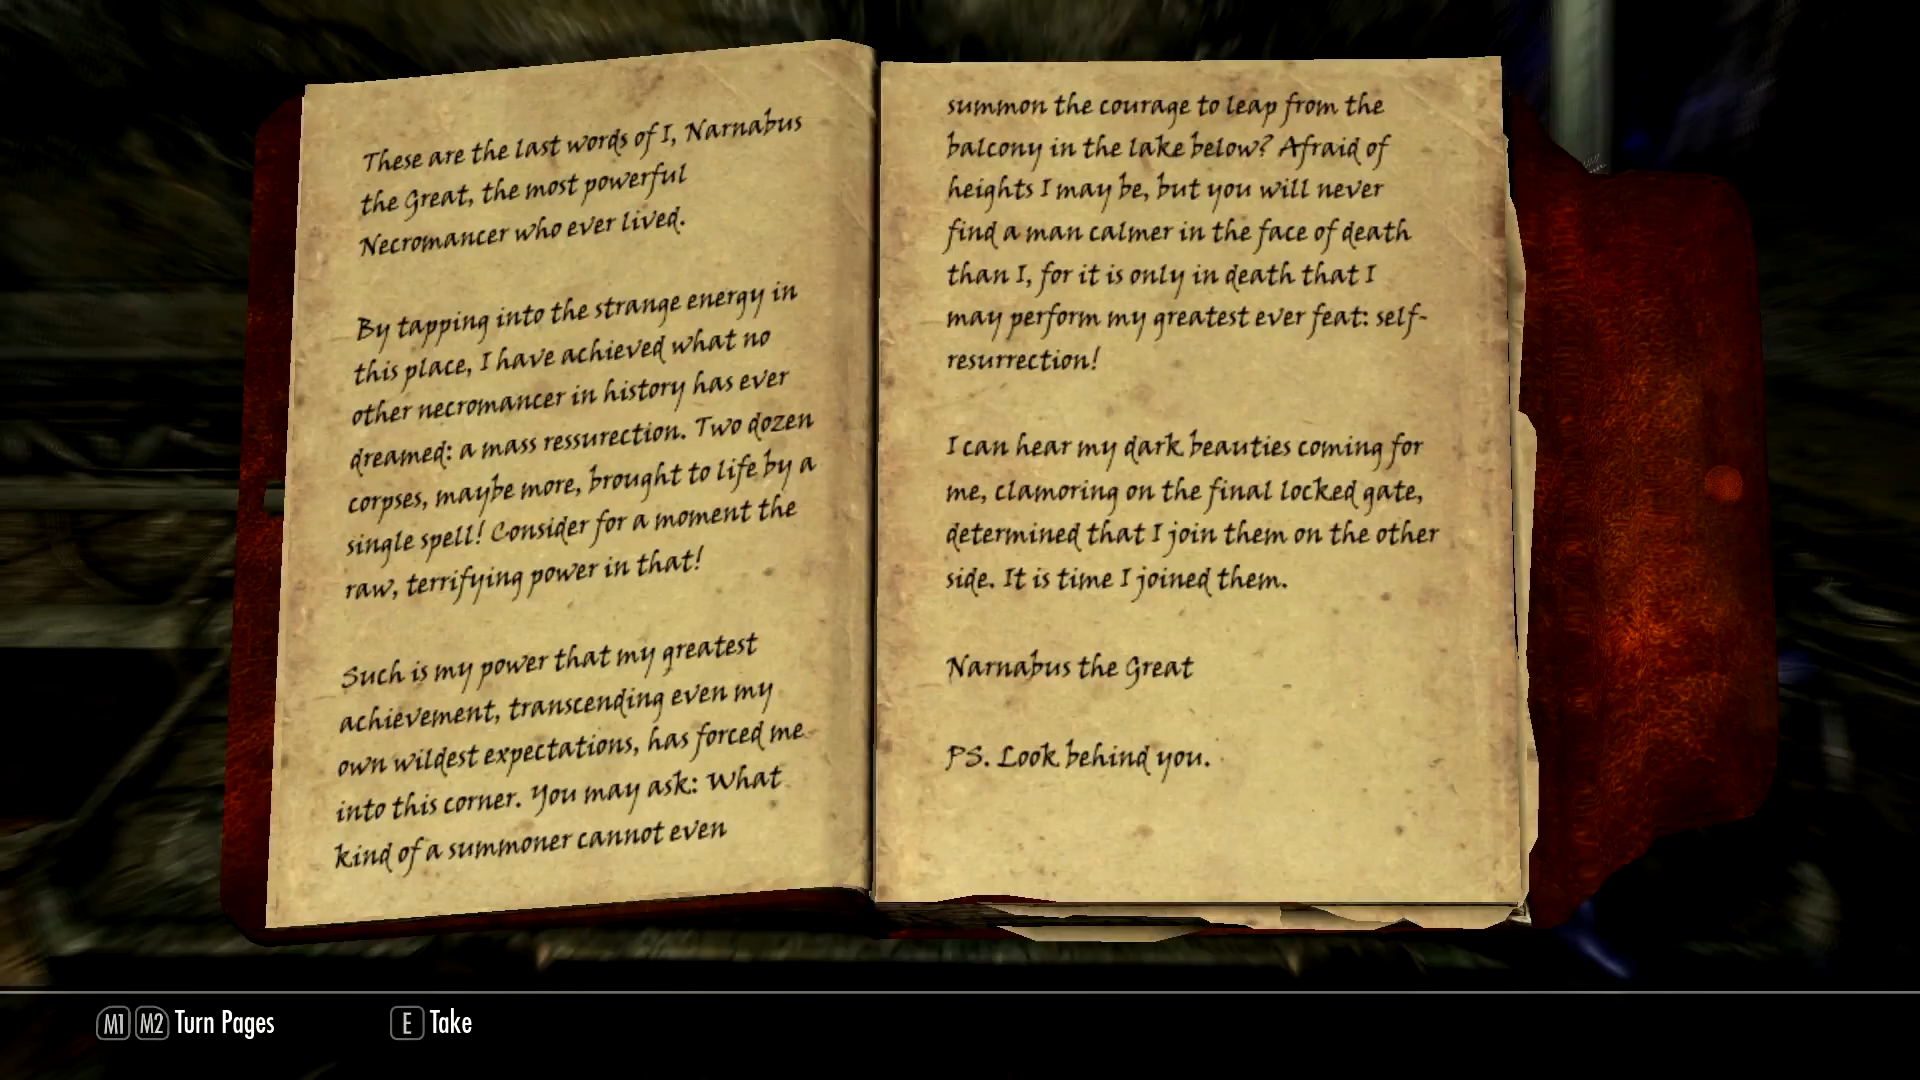 These are the last words of I, Narnabus
the Great, the most powerful
Necromancer who ever lived.
By tapping into the strange energy in
this place, I have achieved what no
other necromancer in history has ever
dreamed: a mass ressurection. Two dozen
corpses, maybe more, brought to life by a
single spell! Consider for a moment the
raw, terrifying power in that!
Such is my power that my greatest
achievement, transcending even my
own wildest expectations, has forced me
into this corner. You may ask: What
kind of a summoner cannot even
summon the courage to leap from the
balcony in the lake below? Afraid of
heights I may be, but you will never
find a man calmer in the face of death
than I, for it is only in death that I
may perform my greatest ever feat: self-
resurrection!
I can hear my dark beauties coming for
me, clamoring on the final locked gate,
determined that I join them on the other
side. It is time I joined them.
Narnabus the Great
PS. Look behind you.
M1 M2 Turn Pages E Take